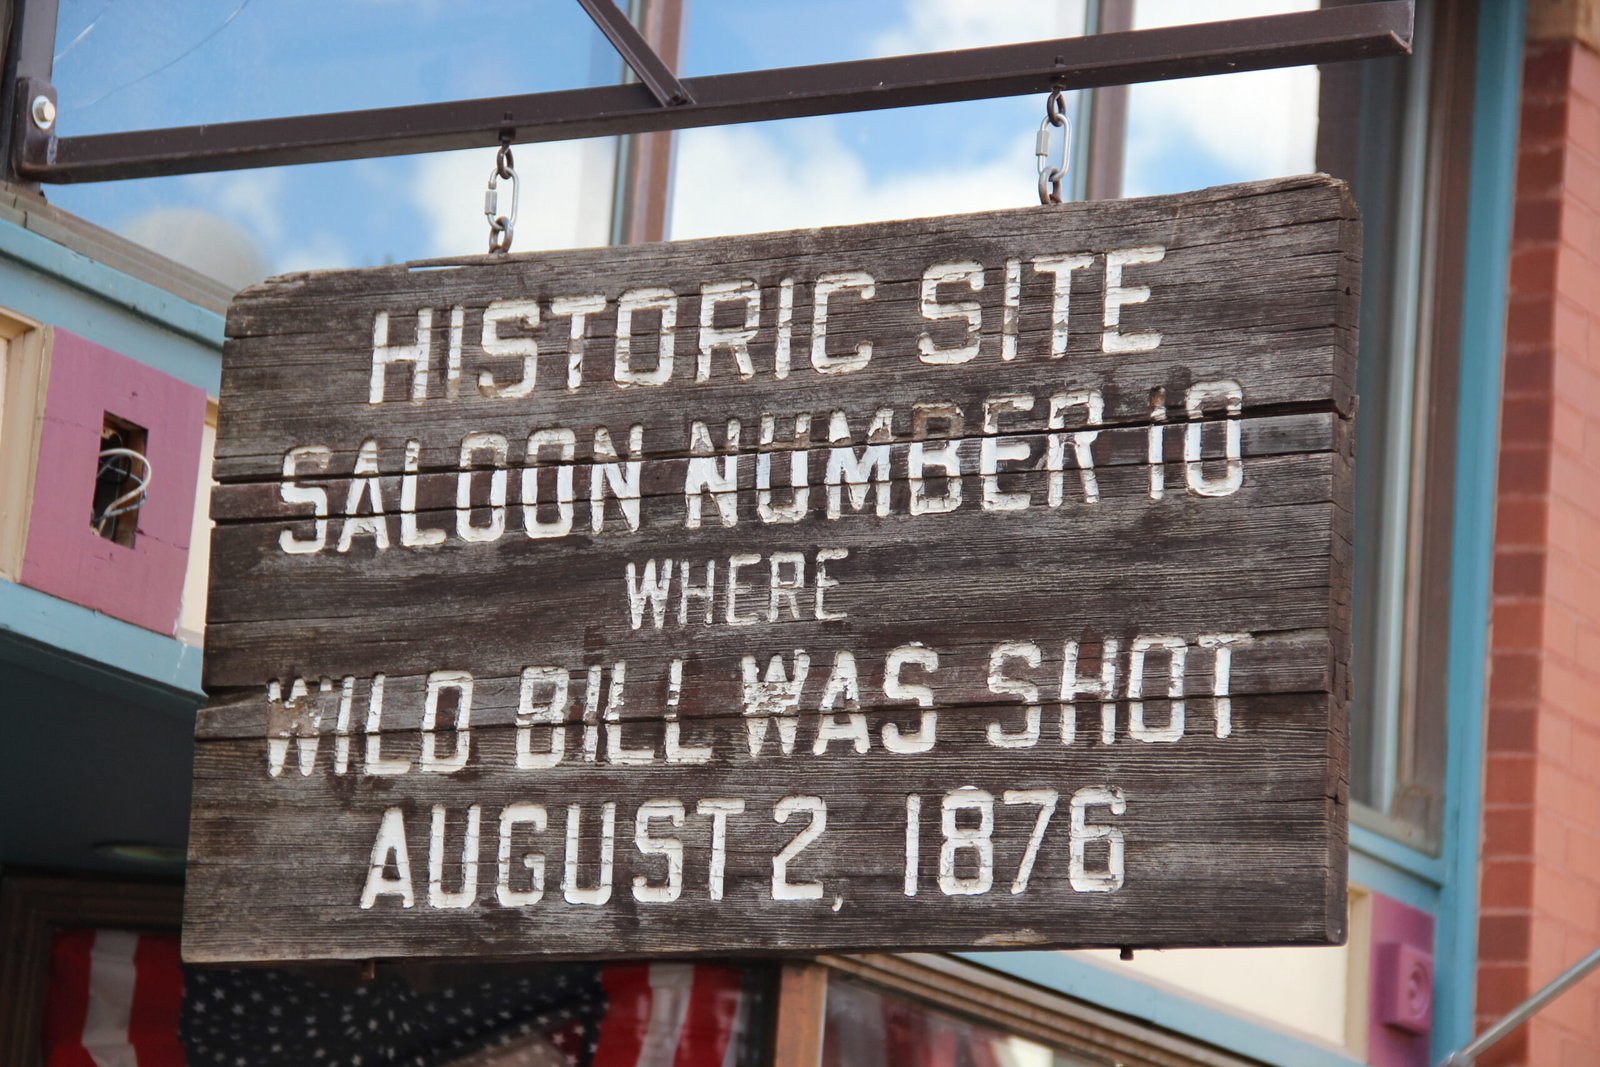 HISTORIC SITE
SALOON NUMBER 10
WHERE
WILD BILL WAS SHOT
AUGUST 2, 1876